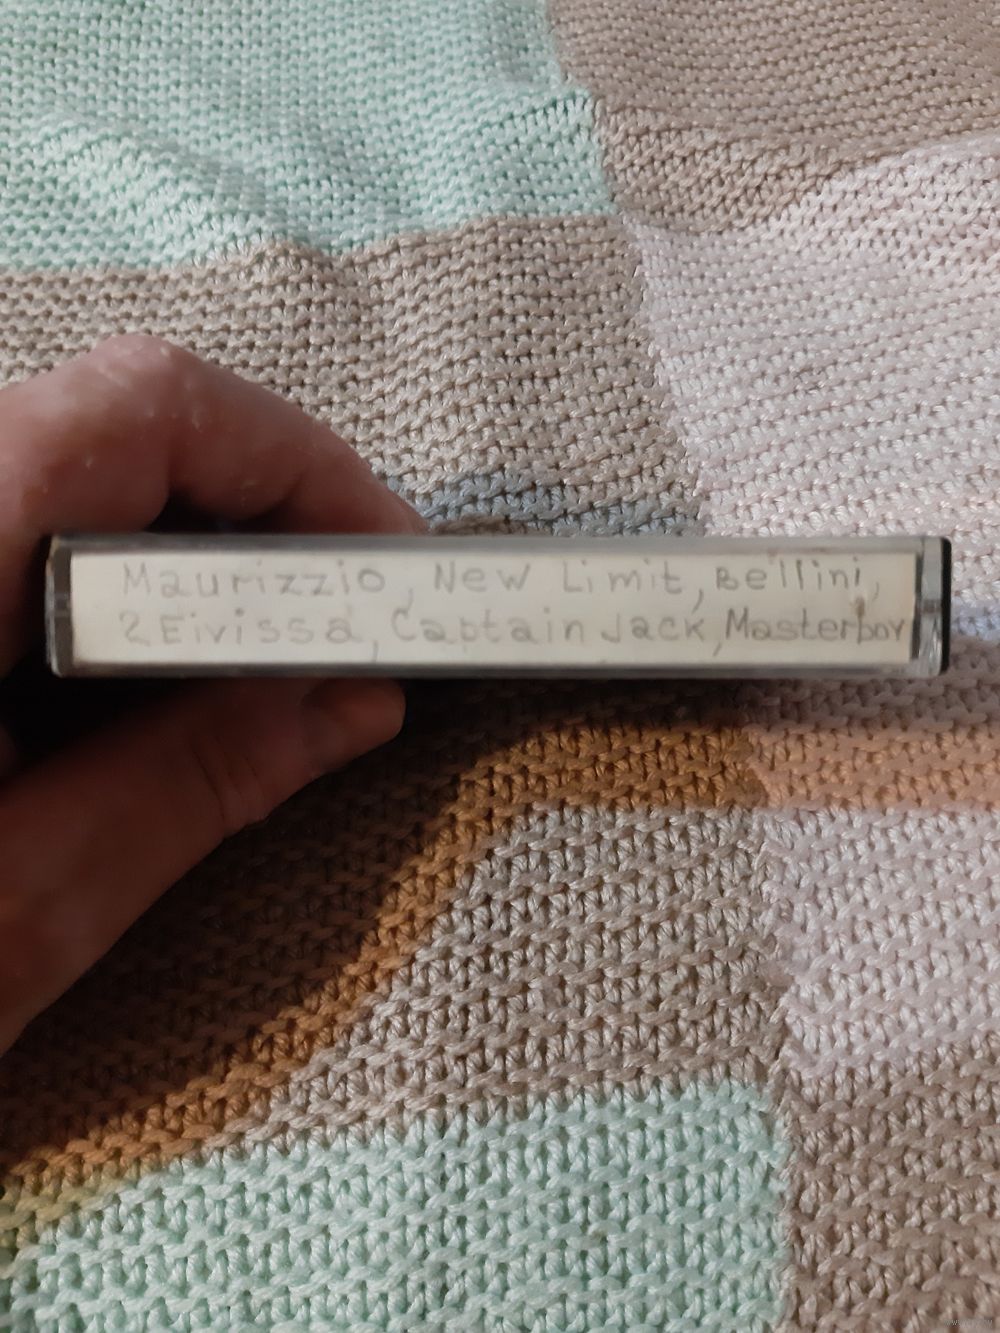 Maurizzio, New Limit, Bellini,
2 Eivissa, Captain Jack, Masterboy